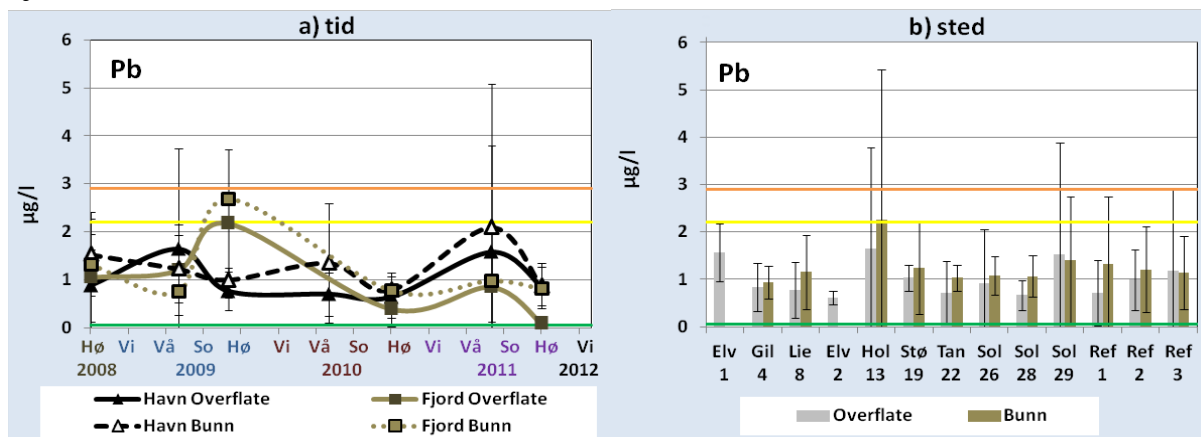 a) tid
Pb
µg/l
6
5
4
3
2
1
0
Hø Vi Vå So Hø Vi Vå So Hø Vi Vå So Hø Vi
2008 2009 2010 2011 2012
Havn Overflate Fjord Overflate
Havn Bunn Fjord Bunn
b) sted
Pb
µg/l
6
5
4
3
2
1
0
Elv Gil Lie Elv Hol Stø Tan Sol Sol Sol Ref Ref Ref
1 4 8 2 13 19 22 26 28 29 1 2 3
Overflate Bunn